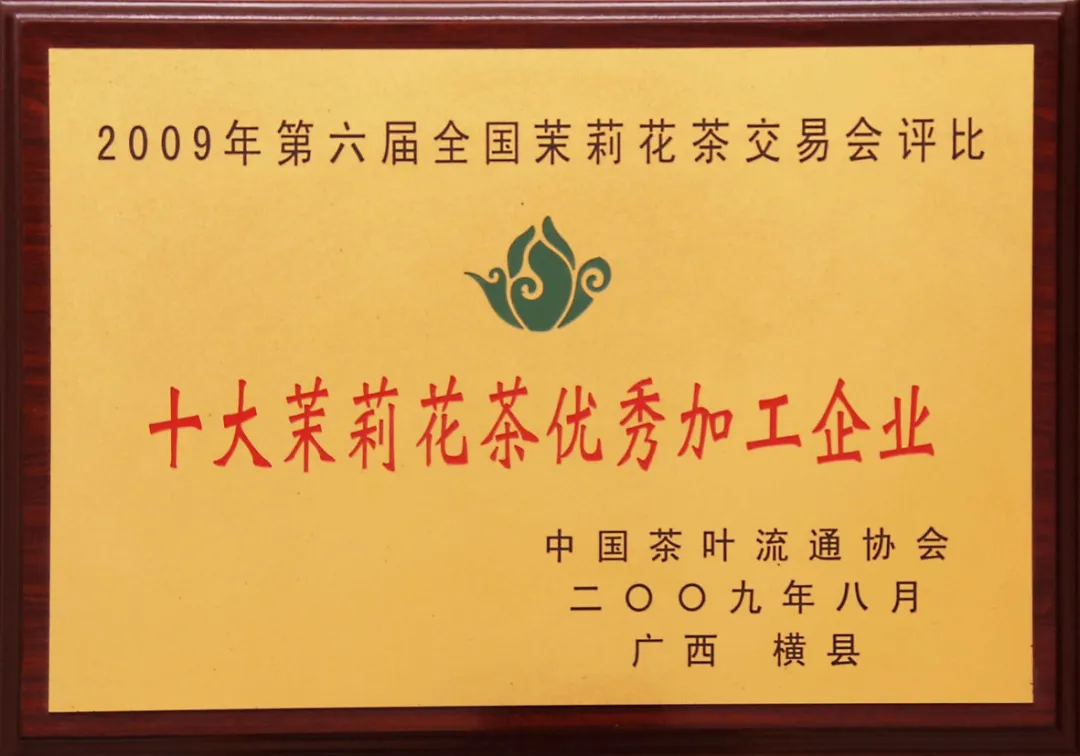 2009年第六届全国茉莉花茶交易会评比
十大茉莉花茶优秀加工企业
中国茶叶流通协会
二〇〇九年八月
广西 横县